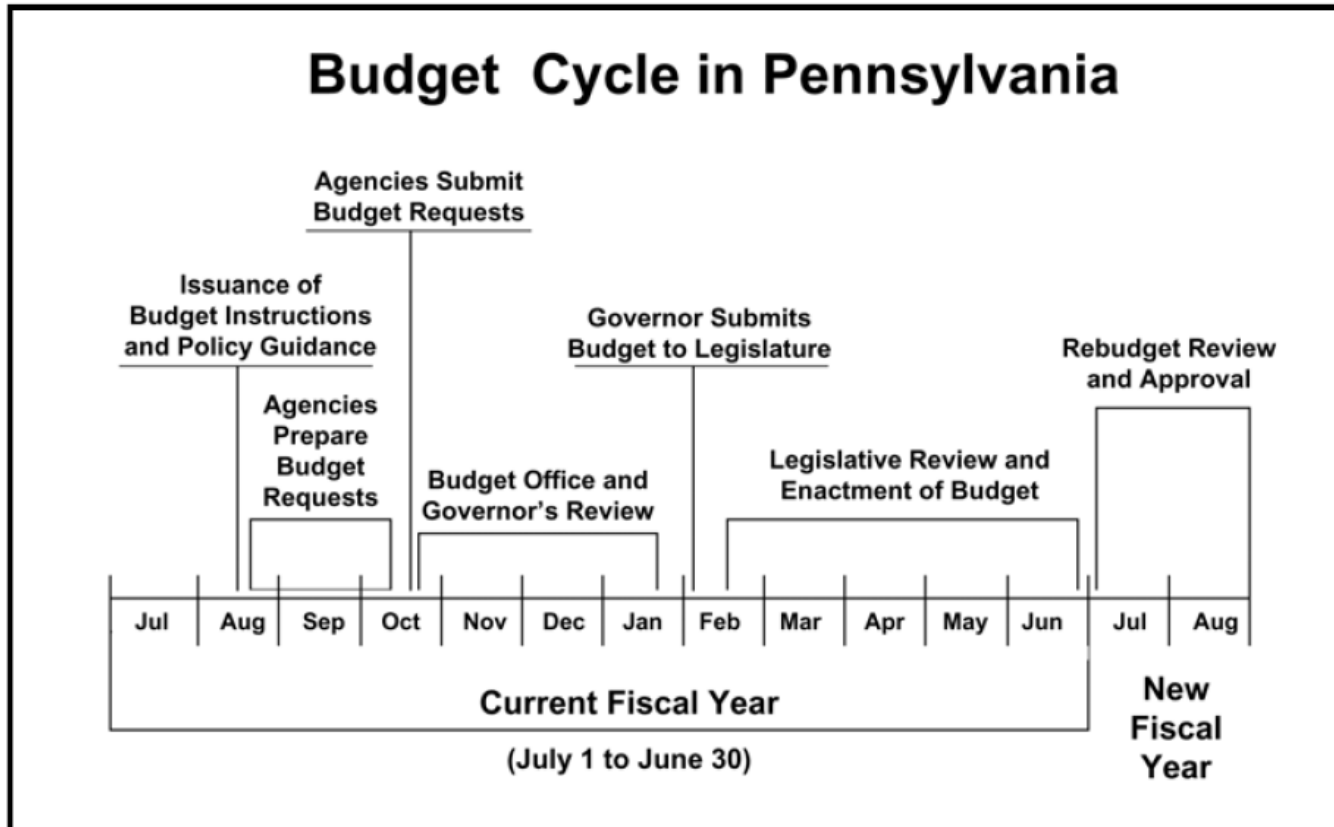 Budget Cycle in Pennsylvania
Agencies Submit
Budget Requests
Issuance of
Budget Instructions
and Policy Guidance
Governor Submits
Budget to Legislature
Rebudget Review
and Approval
Agencies
Prepare
Budget
Requests
Budget Office and
Governor's Review
Legislative Review and
Enactment of Budget
Jul Aug Sep Oct Nov Dec Jan Feb Mar Apr May Jun Jul Aug
Current Fiscal Year
(July 1 to June 30)
New
Fiscal
Year